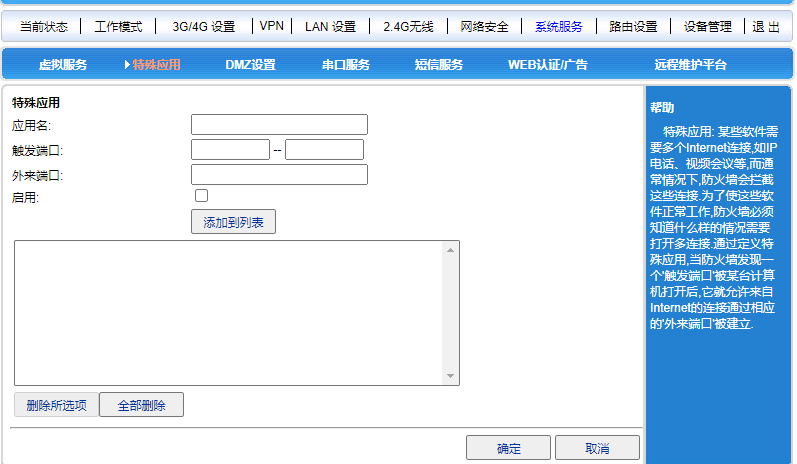 当前状态 工作模式 3G/4G 设置 VPN LAN 设置 2.4G无线 网络安全 系统服务 路由设置 设备管理 退 出
虚拟服务 特殊应用 DMZ设置 串口服务 短信服务 WEB认证/广告 远程维护平台
特殊应用
应用名:
触发端口: --
外来端口:
启用:
添加到列表
删除所选项 全部删除
确定 取消
帮助
特殊应用: 某些软件需
要多个Internet连接,如IP
电话、视频会议等,而通
常情况下,防火墙会拦截
这些连接.为了使这些软
件正常工作,防火墙必须
知道什么样的情况需要
打开多连接.通过定义特
殊应用,当防火墙发现一
个'触发端口'被某台计算
机打开后,它就允许来自
Internet的连接通过相应
的'外来端口'被建立.